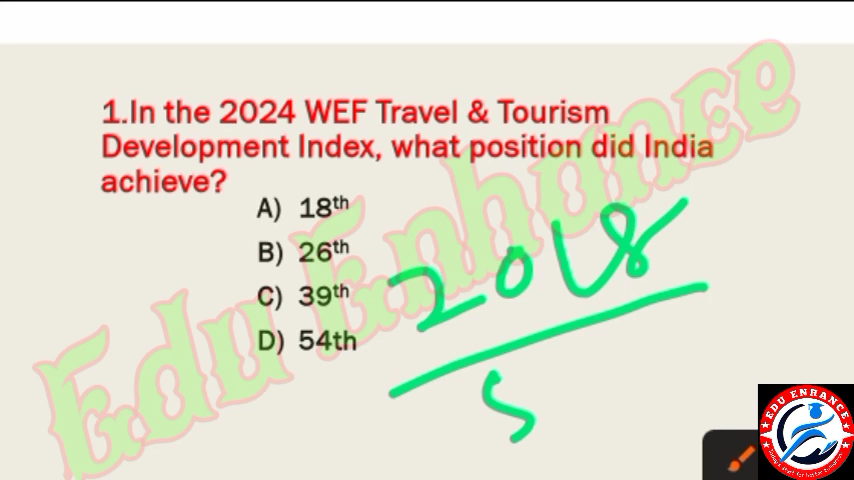 1.In the 2024 WEF Travel & Tourism
Development Index, what position did India
achieve?
A) 18th
B) 26th
C) 39th
D) 54th
2018
5
Edu Enhance
EDU ENHANCE